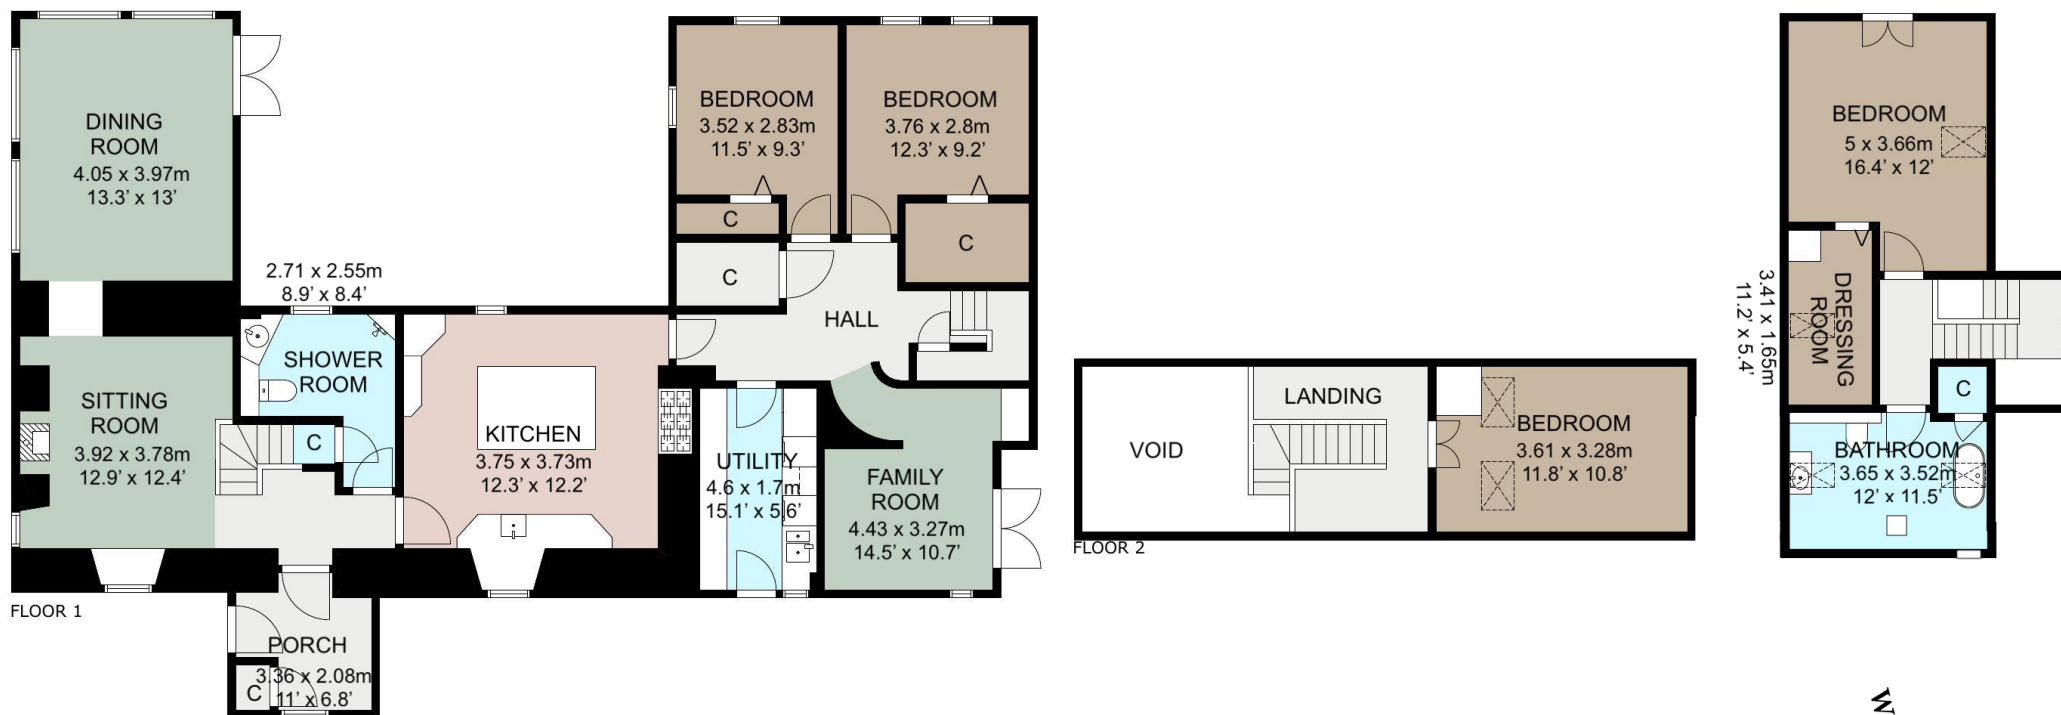 DINING
ROOM
4.05 x 3.97m
13.3’ x 13’
2.71 x 2.55m
8.9’ x 8.4’
SHOWER
ROOM
C
SITTING
ROOM
3.92 x 3.78m
12.9’ x 12.4’
KITCHEN
3.75 x 3.73m
12.3’ x 12.2’
BEDROOM
3.52 x 2.83m
11.5’ x 9.3’
C
BEDROOM
3.76 x 2.8m
12.3’ x 9.2’
C
C
HALL
UTILITY
4.6 x 1.7m
15.1’ x 5.6’
FAMILY
ROOM
4.43 x 3.27m
14.5’ x 10.7’
FLOOR 1
PORCH
3.36 x 2.08m
11’ x 6.8’
C
VOID
LANDING
BEDROOM
3.61 x 3.28m
11.8’ x 10.8’
FLOOR 2
BEDROOM
5 x 3.66m
16.4’ x 12’
DRESSING
ROOM
3.41 x 1.65m
11.2’ x 5.4’
C
BATHROOM
3.65 x 3.52m
12’ x 11.5’
W